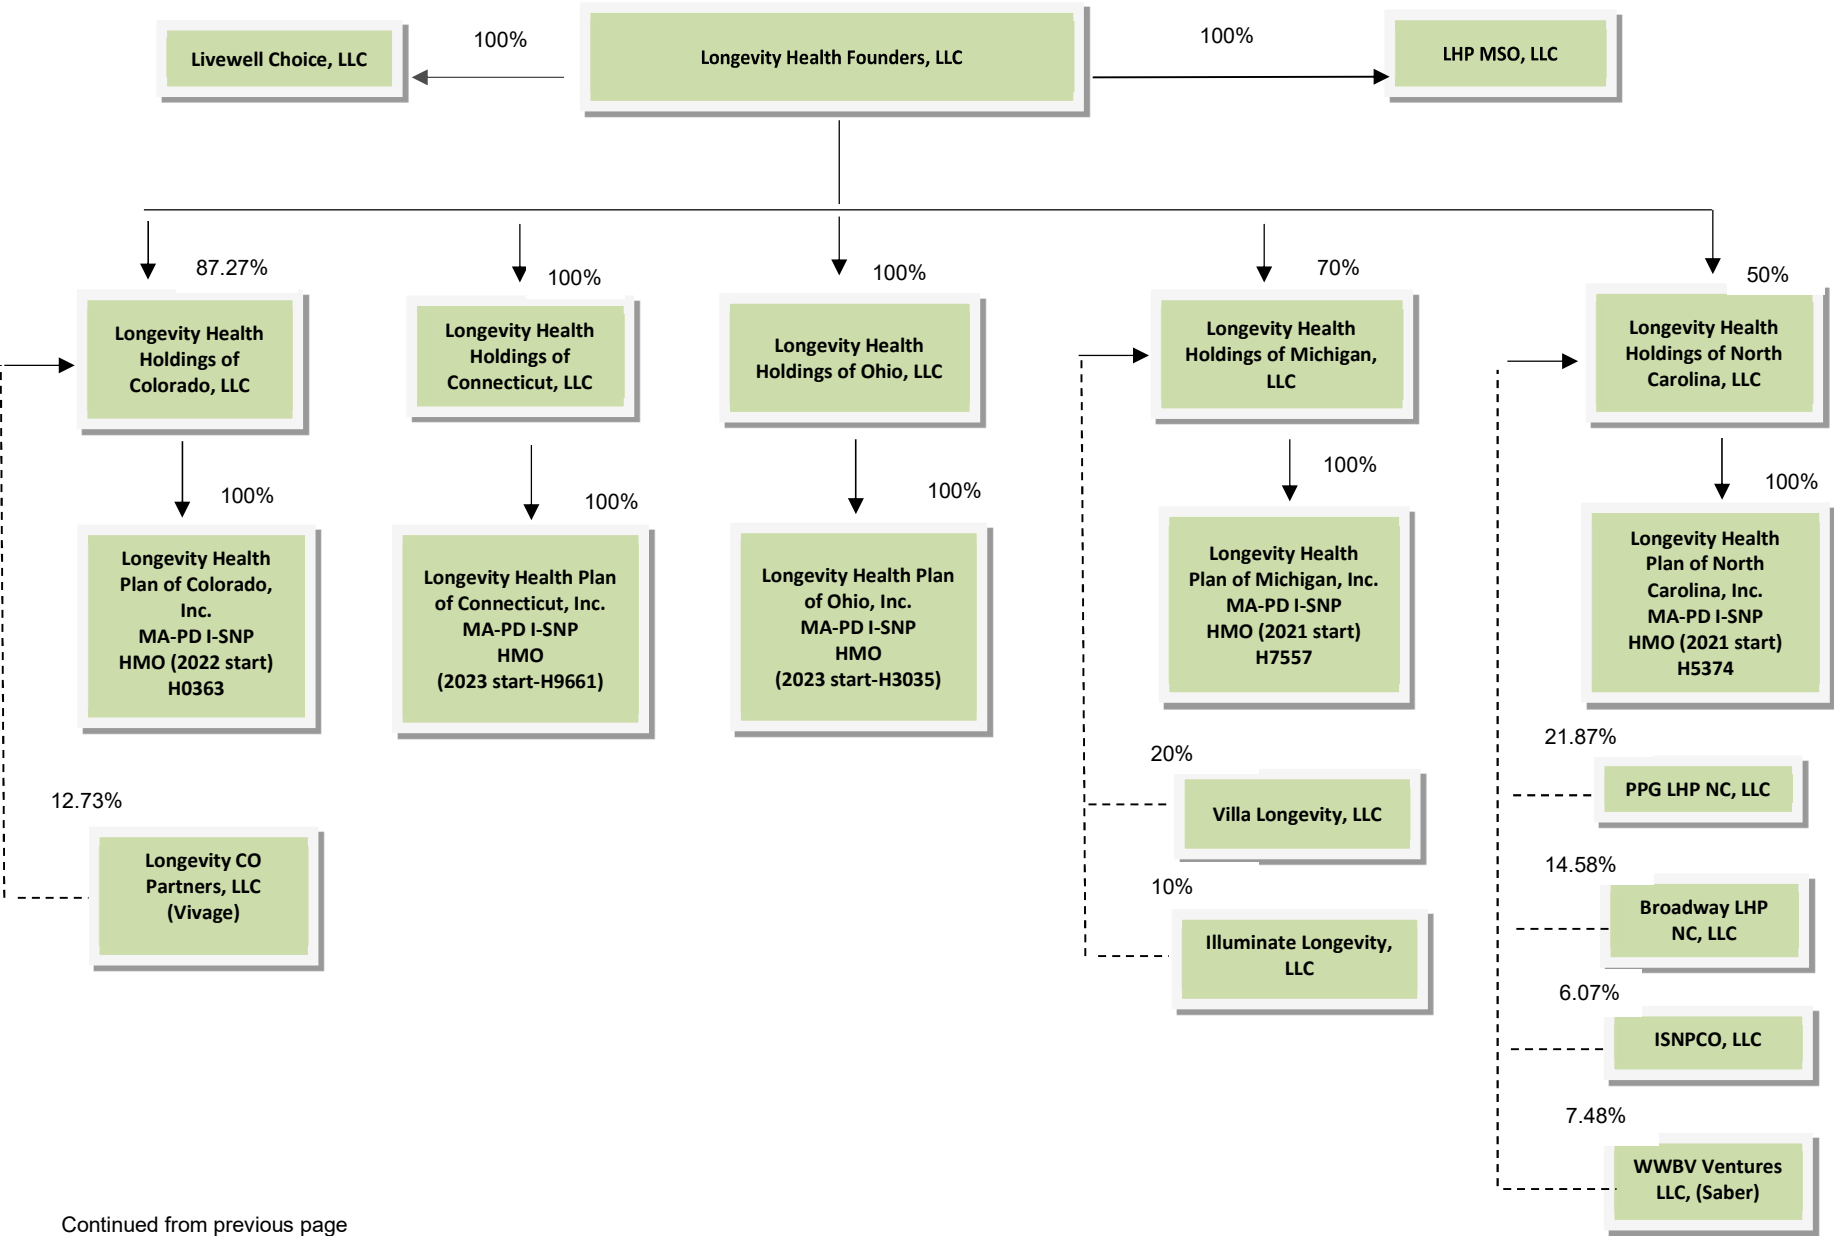 Livewell Choice, LLC
100%
Longevity Health Founders, LLC
100%
LHP MSO, LLC
87.27%
100%
100%
70%
50%
Longevity Health
Holdings of
Colorado, LLC
Longevity Health
Holdings of
Connecticut, LLC
Longevity Health
Holdings of Ohio, LLC
Longevity Health
Holdings of Michigan,
LLC
Longevity Health
Holdings of North
Carolina, LLC
100%
100%
100%
100%
100%
Longevity Health
Plan of Colorado,
Inc.
MA-PD I-SNP
HMO (2022 start)
H0363
Longevity Health Plan
of Connecticut, Inc.
MA-PD I-SNP
HMO
(2023 start-H9661)
Longevity Health Plan
of Ohio, Inc.
MA-PD I-SNP
HMO
(2023 start-H3035)
Longevity Health
Plan of Michigan, Inc.
MA-PD I-SNP
HMO (2021 start)
H7557
Longevity Health
Plan of North
Carolina, Inc.
MA-PD I-SNP
HMO (2021 start)
H5374
12.73%
Longevity CO
Partners, LLC
(Vivage)
20%
Villa Longevity, LLC
10%
Illuminate Longevity,
LLC
21.87%
PPG LHP NC, LLC
14.58%
Broadway LHP
NC, LLC
6.07%
ISNPCO, LLC
7.48%
WWBV Ventures
LLC, (Saber)
Continued from previous page